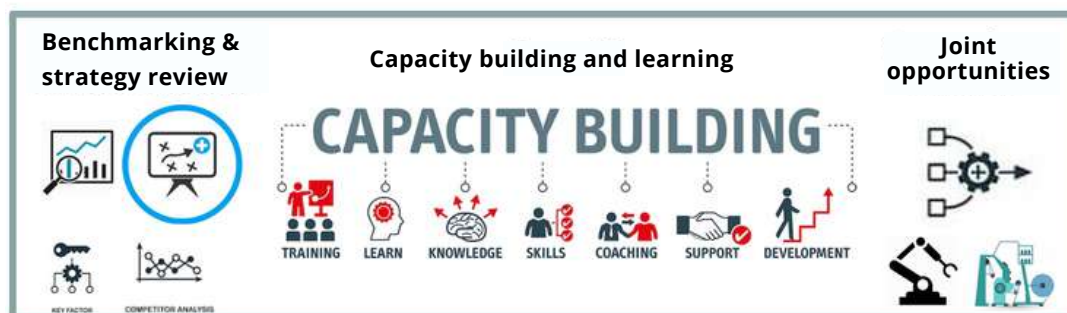 Benchmarking &
strategy review
KEY FACTOR
COMPETITOR ANALYSIS
Capacity building and learning
CAPACITY BUILDING
TRAINING
LEARN
KNOWLEDGE
SKILLS
COACHING
SUPPORT
DEVELOPMENT
Joint
opportunities